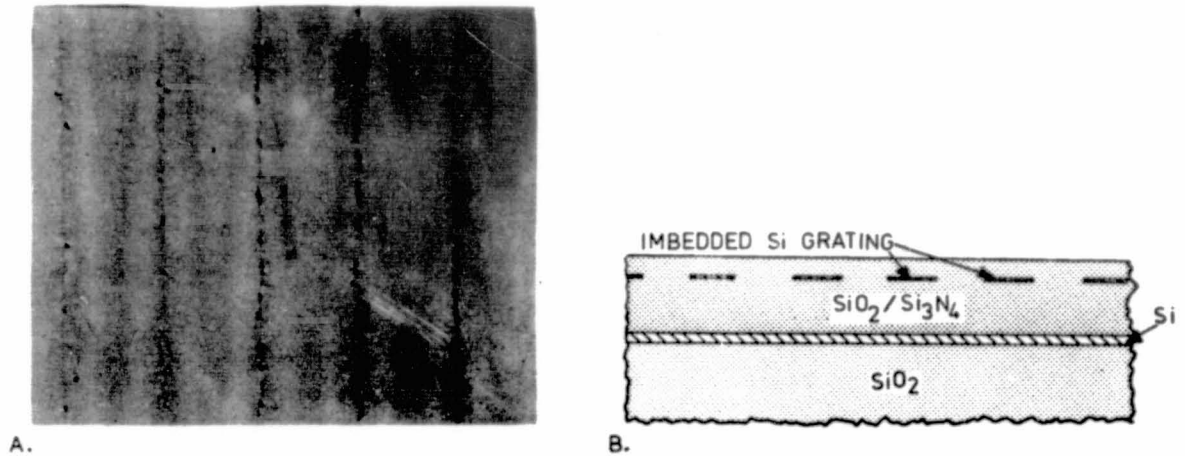 IMBEDDED Si GRATING
SiO₂/Si₃N₄
Si
SiO₂
A.
B.